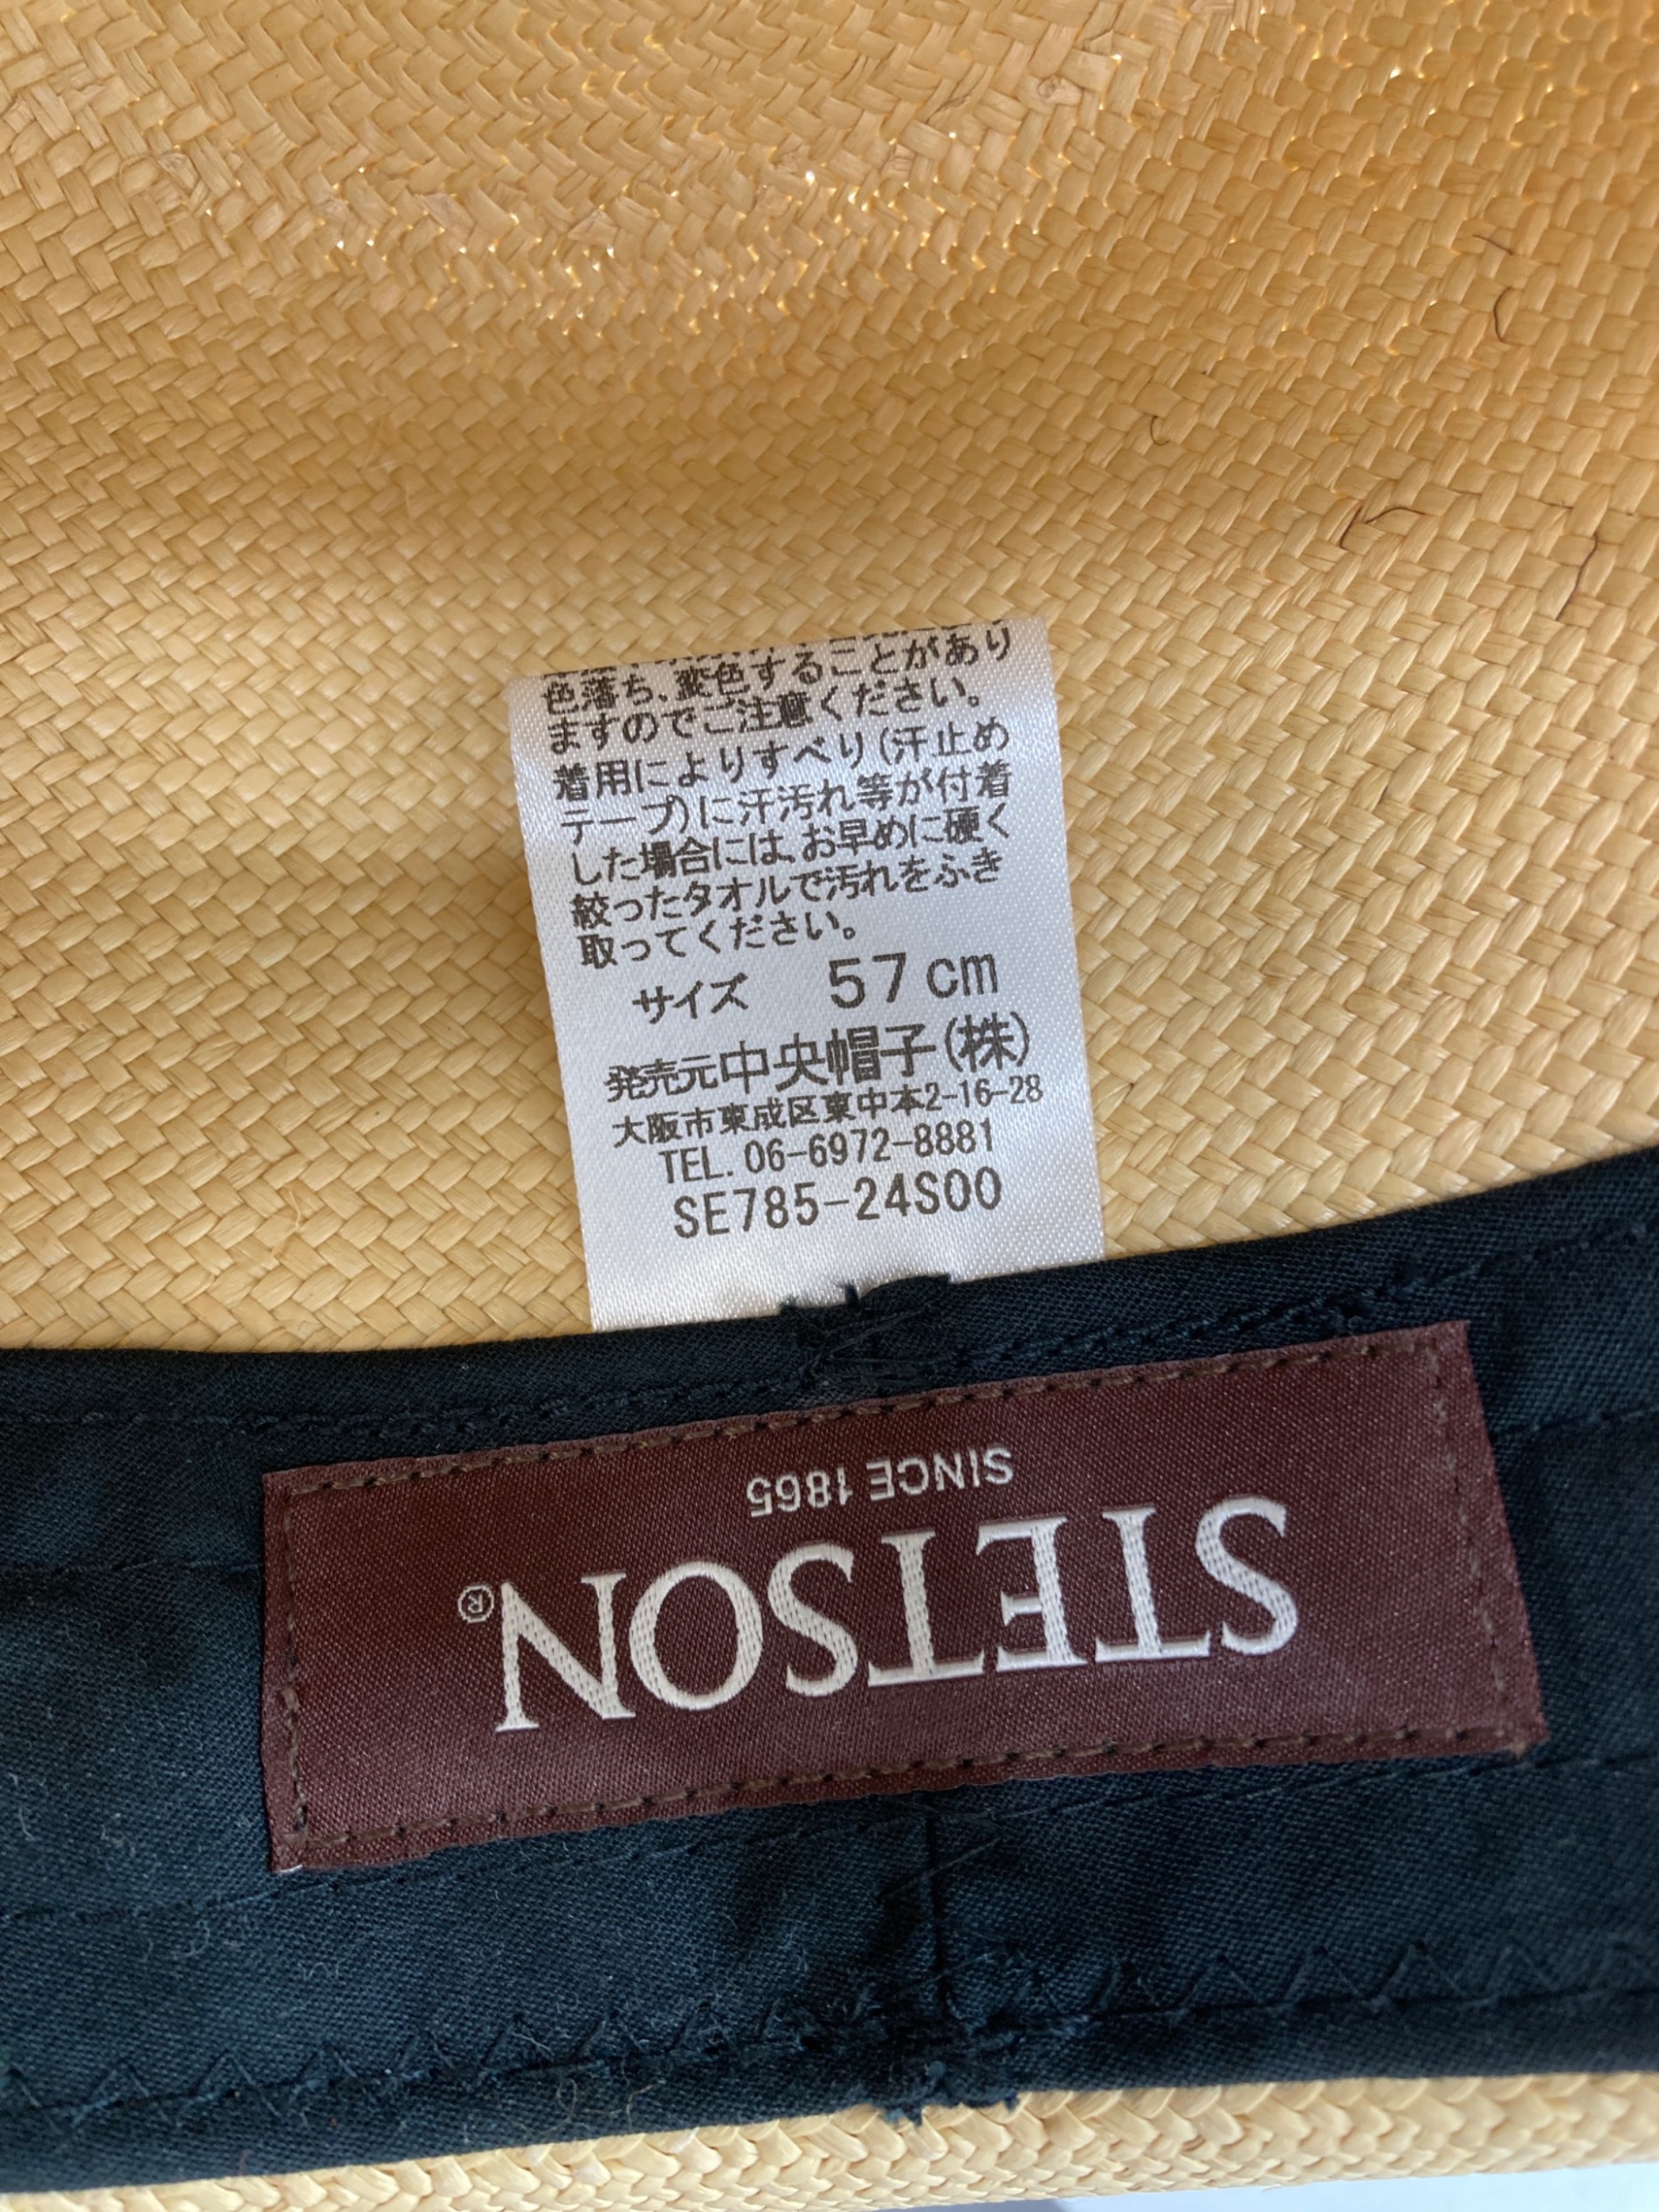 色落ち、変色することがあり
ますのでご注意ください。
着用によりすべり(汗止め
テープ)に汗汚れ等が付着
した場合には、お早めに硬く
絞ったタオルで汚れをふき
取ってください。
サイズ 57cm
発売元中央帽子(株)
大阪市東成区東中本2-16-28
TEL. 06-6972-8881
SE785-24S00
STETSON®
SINCE 1865